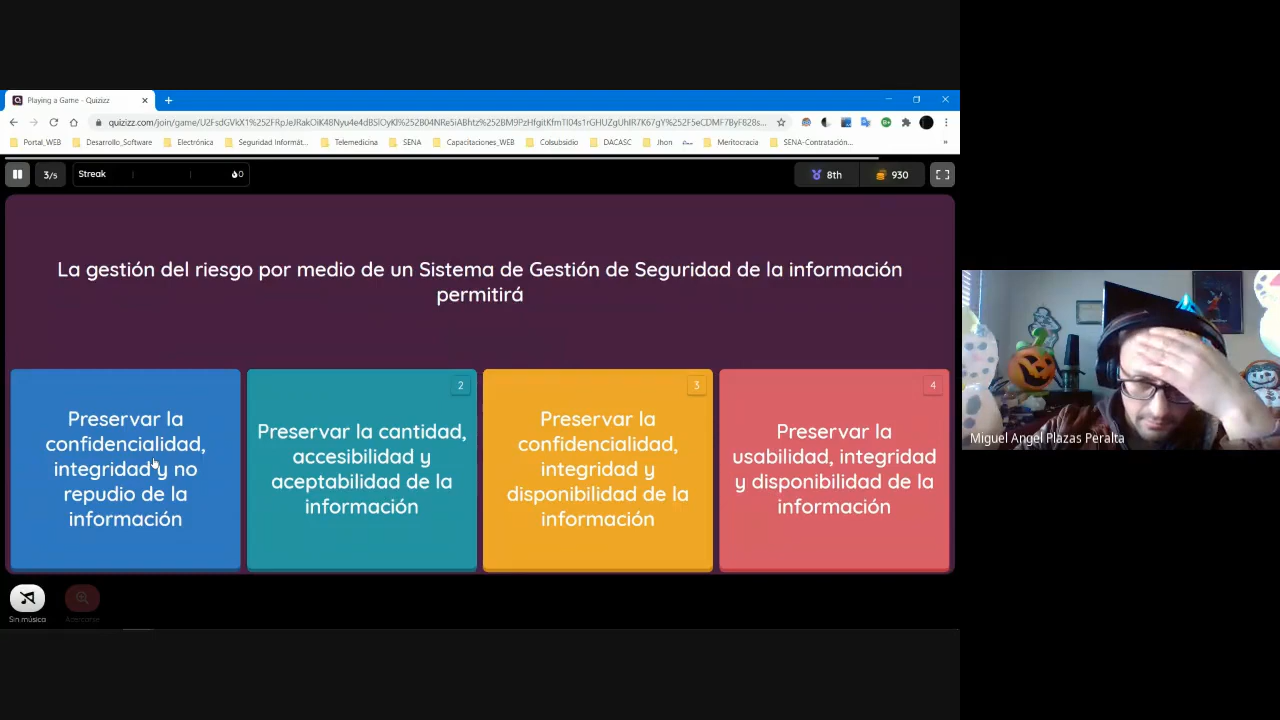 Playing a Game - Quizizz
Portal_WEB
Desarrollo_Software
Electrónica
Seguridad Informát...
Telemedicina
SENA
Capacitaciones_WEB
Colsubsidio
DACASC
Jhon
Meritocracia
SENA-Contratación...
3/5
Streak
0
8th
930
La gestión del riesgo por medio de un Sistema de Gestión de Seguridad de la información
permitirá
Preservar la
confidencialidad,
integridad y no
repudio de la
información
2
Preservar la cantidad,
accesibilidad y
aceptabilidad de la
información
3
Preservar la
confidencialidad,
integridad y
disponibilidad de la
información
4
Preservar la
usabilidad, integridad
y disponibilidad de la
información
Sin música
Acercarse
Miguel Angel Plazas Peralta